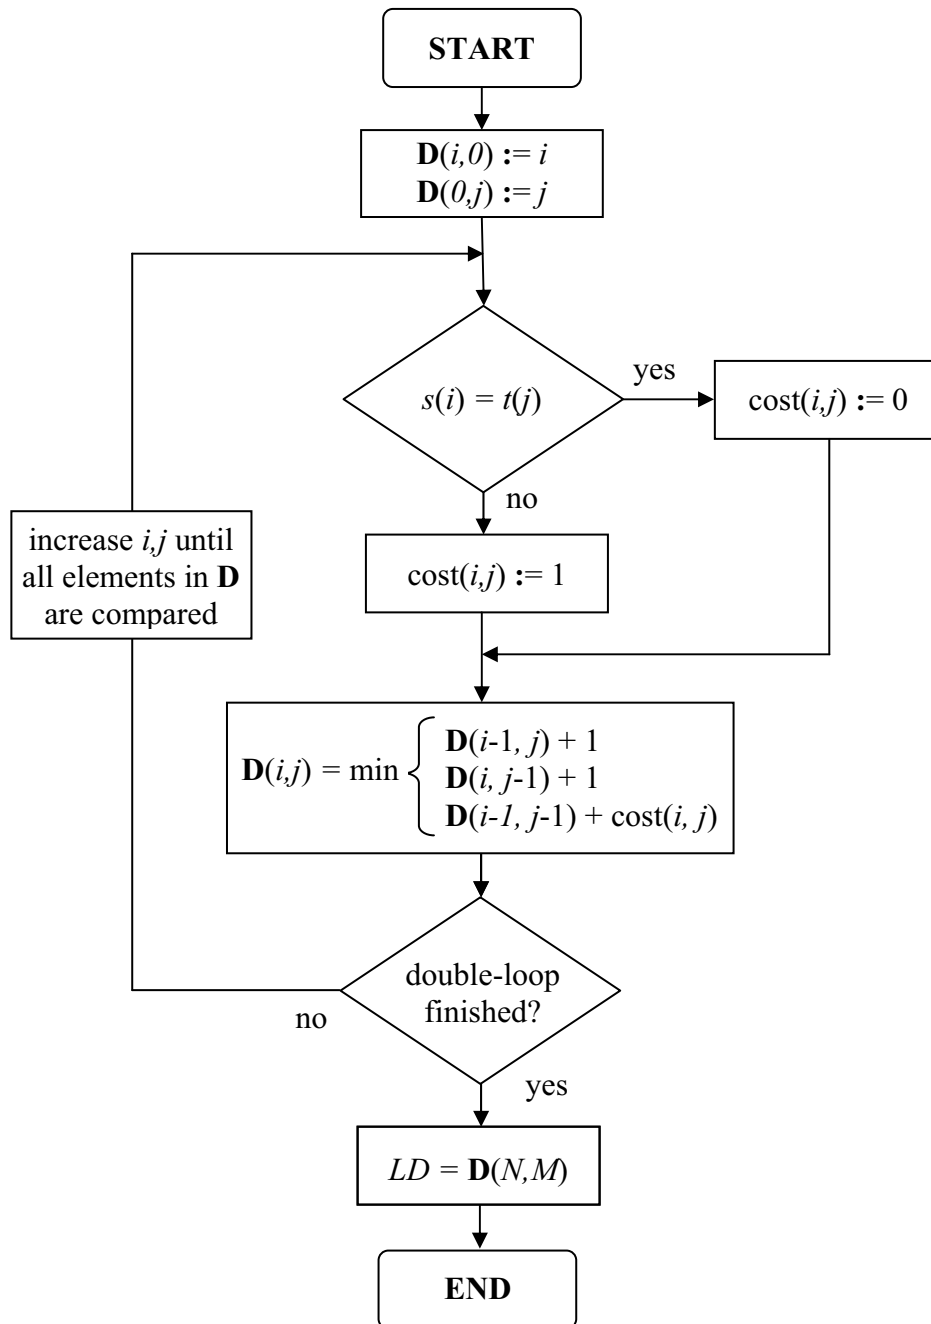 START
D(i,0) := i
D(0,j) := j
s(i) = t(j)
yes
cost(i,j) := 0
no
cost(i,j) := 1
increase i,j until
all elements in D
are compared
D(i-1, j) + 1
D(i,j) = min
D(i, j-1) + 1
D(i-1, j-1) + cost(i, j)
double-loop
finished?
no
yes
LD = D(N,M)
END